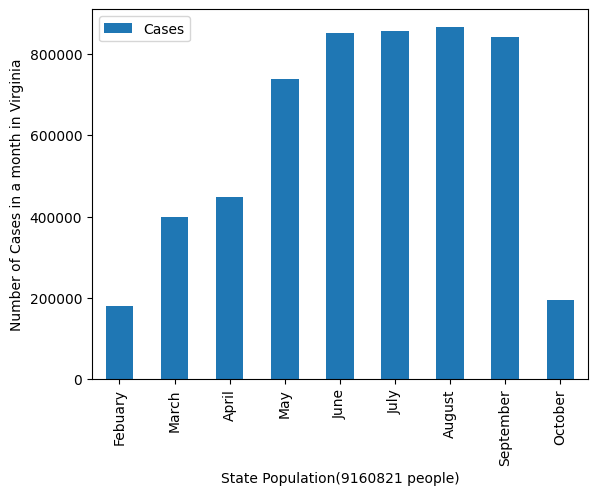 Cases
Number of Cases in a month in Virginia
800000
600000
400000
200000
0
Febuary
March
April
May
June
July
August
September
October
State Population(9160821 people)